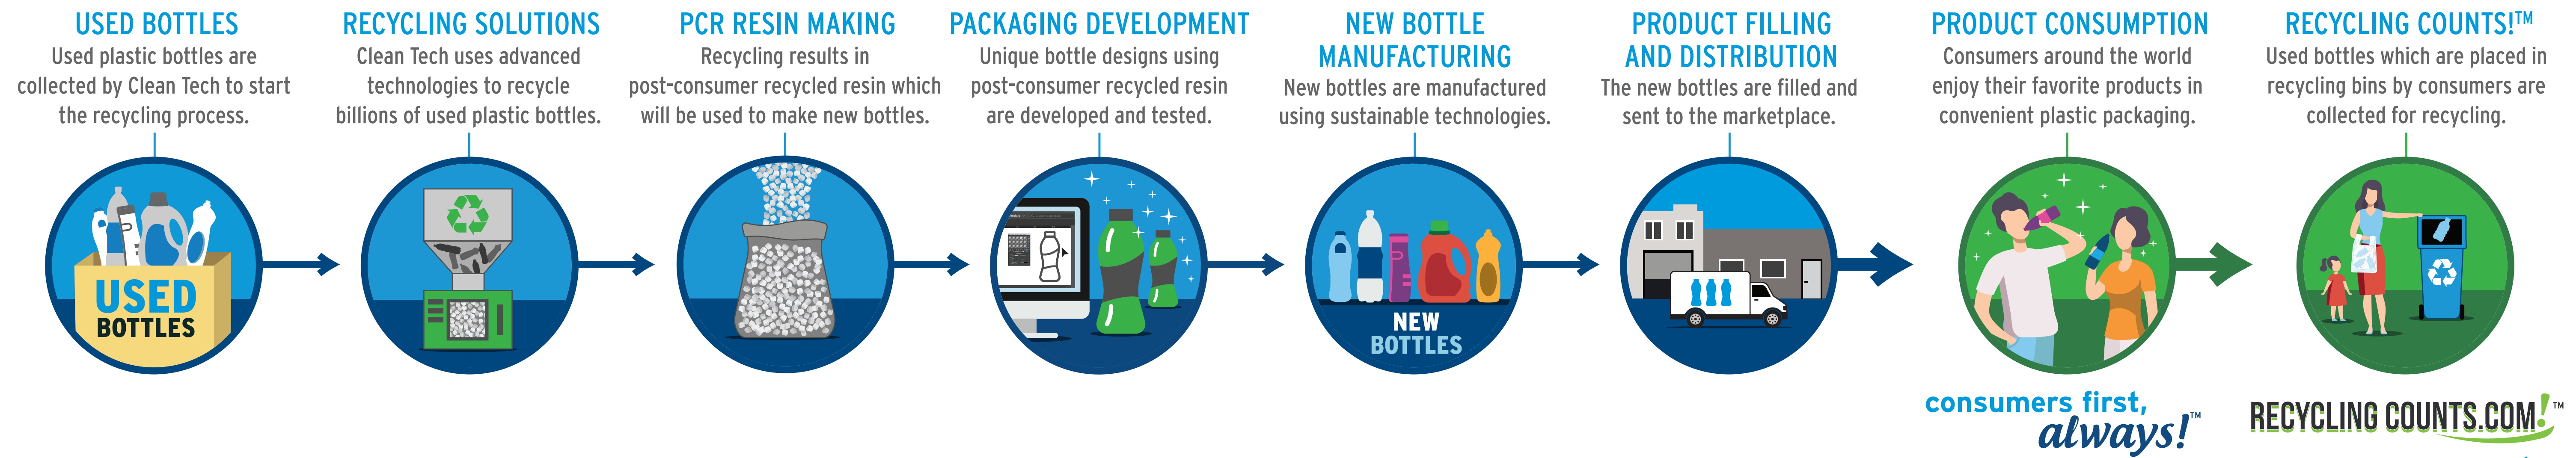 USED BOTTLES
Used plastic bottles are
collected by Clean Tech to start
the recycling process.
USED
BOTTLES
RECYCLING SOLUTIONS
Clean Tech uses advanced
technologies to recycle
billions of used plastic bottles.
PCR RESIN MAKING
Recycling results in
post-consumer recycled resin which
will be used to make new bottles.
PACKAGING DEVELOPMENT
Unique bottle designs using
post-consumer recycled resin
are developed and tested.
NEW BOTTLE
MANUFACTURING
New bottles are manufactured
using sustainable technologies.
NEW
BOTTLES
PRODUCT FILLING
AND DISTRIBUTION
The new bottles are filled and
sent to the marketplace.
PRODUCT CONSUMPTION
Consumers around the world
enjoy their favorite products in
convenient plastic packaging.
consumers first,
always!™
RECYCLING COUNTS!™
Used bottles which are placed in
recycling bins by consumers are
collected for recycling.
RECYCLING COUNTS.COM!™